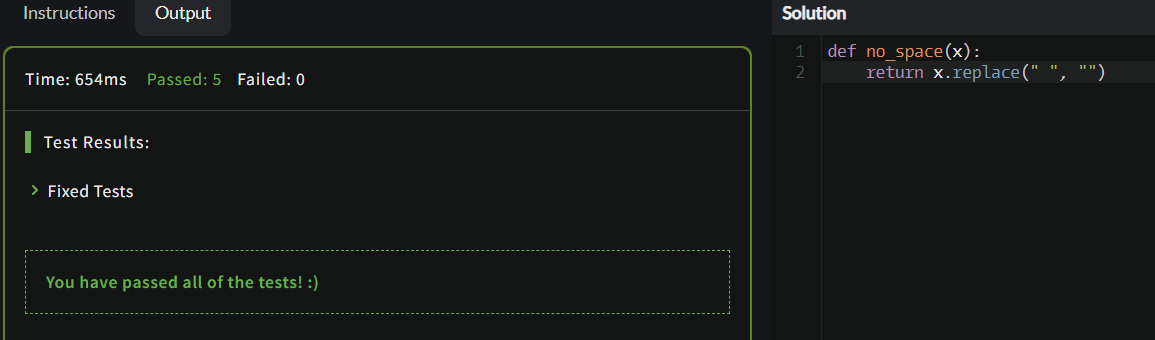 Instructions Output
Time: 654ms Passed: 5 Failed: 0
Test Results:
Fixed Tests
You have passed all of the tests! :)
Solution
1 def no_space(x):
2     return x.replace(" ", "")